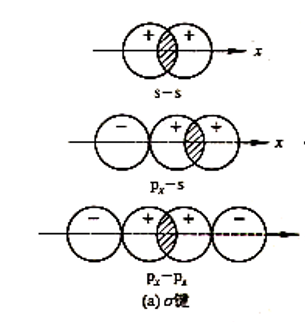 + + x
s–s
− + + x
pₓ–s
− + + −
pₓ–pₓ
(a) σ键